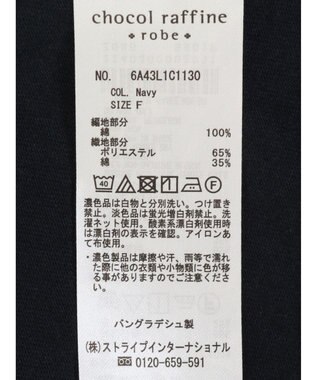 chocol raffine
robe
NO. 6A43L1C1130
COL. Navy
SIZE F
編地部分
綿 100%
織地部分
ポリエステル 65%
綿 35%
40 F
濃色品は白物と分別洗い。つけ置き
禁止。淡色品は蛍光増白剤禁止。洗
濯ネット使用。酸素系漂白剤使用時
は漂白剤の表示を確認。アイロンあ
て布使用。
・濃色製品は摩擦や汗、雨等で濡れ
た際に他の衣類や小物類に色が移
る事がありますのでご注意下さい。
バングラデシュ製
(株)ストライプインターナショナル
0120-659-591